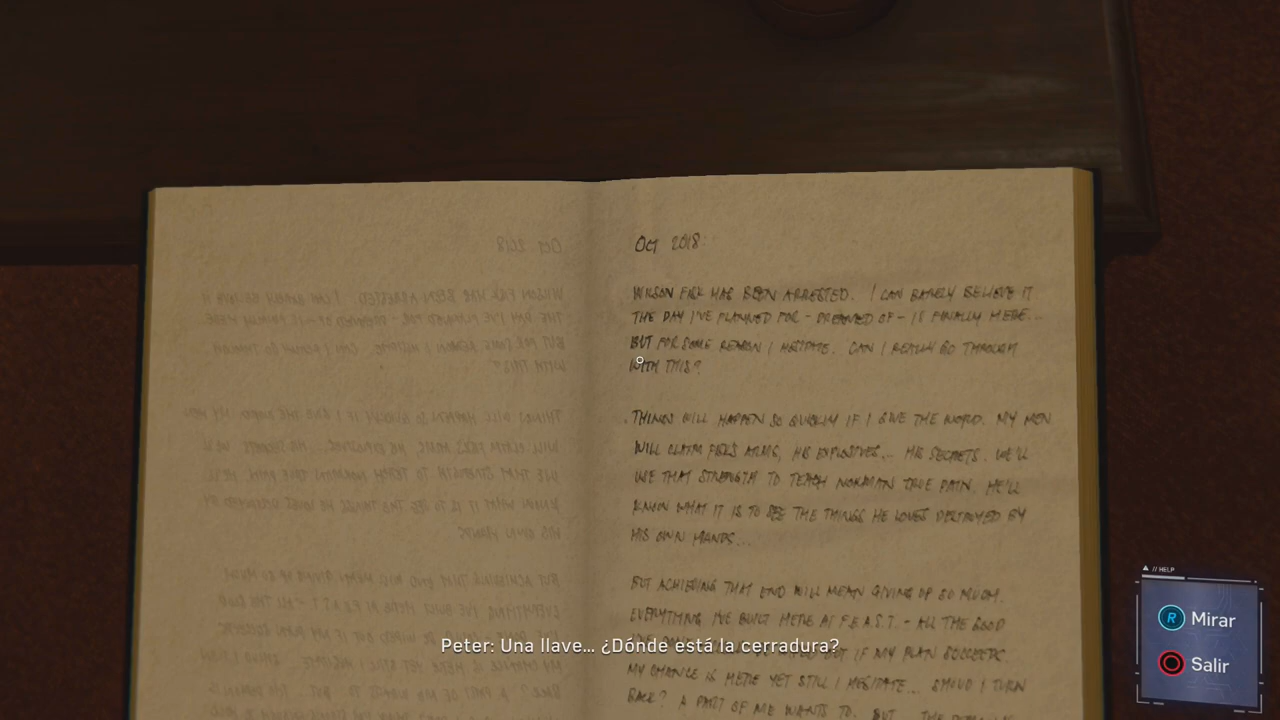 Oct 2018:
WILSON FISK HAS BEEN ARRESTED. I CAN BARELY BELIEVE IT
THE DAY I'VE PLANNED FOR - DREAMED OF - IS FINALLY HERE...
BUT FOR SOME REASON I HESITATE. CAN I REALLY GO THROUGH
WITH THIS?
THINGS WILL HAPPEN SO QUICKLY IF I GIVE THE WORD. MY MEN
WILL CLAIM FISK'S ARMS, HIS EXPLOSIVES... HIS SECRETS. WE'LL
USE THAT STRENGTH TO TEACH NORMAN TRUE PAIN. HE'LL
KNOW WHAT IT IS TO SEE THE THINGS HE LOVES DESTROYED BY
HIS OWN HANDS...
BUT ACHIEVING THAT END WILL MEAN GIVING UP SO MUCH.
EVERYTHING I'VE BUILT HERE AT F.E.A.S.T. - ALL THE GOOD
I'VE DONE BUT IF MY PLAN SUCCEEDS.
MY CHANCE IS HERE YET STILL I HESITATE... SHOULD I TURN
BACK? A PART OF ME WANTS TO. BUT... THE
Peter: Una llave... ¿Dónde está la cerradura?
// HELP
R Mirar
Salir